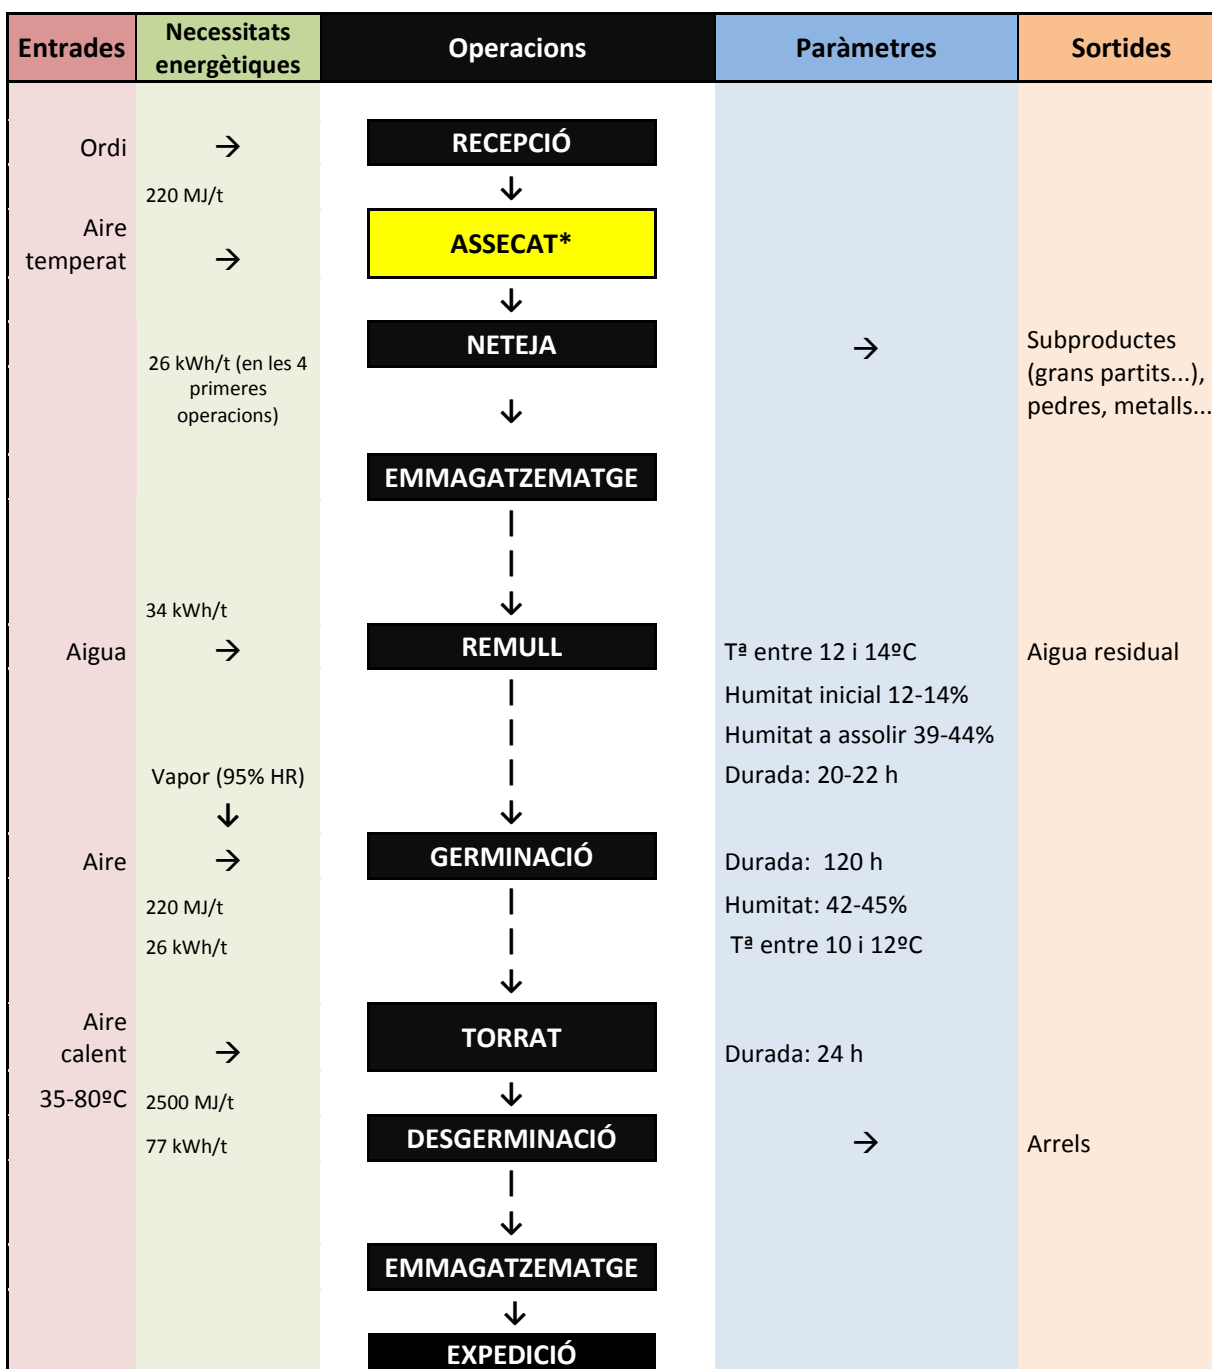 Entrades
Necessitats
energètiques
Operacions
Paràmetres
Sortides
Ordi
→
RECEPCIÓ
220 MJ/t
↓
Aire
temperat
→
ASSECAT*
↓
NETEJA
→
Subproductes
(grans partits...),
pedres, metalls...
26 kWh/t (en les 4
primeres
operacions)
↓
EMMAGATZEMATGE
34 kWh/t
↓
Aigua
→
REMULL
Tª entre 12 i 14ºC
Aigua residual
Humitat inicial 12-14%
Humitat a assolir 39-44%
Vapor (95% HR)
Durada: 20-22 h
↓
↓
Aire
→
GERMINACIÓ
Durada: 120 h
220 MJ/t
Humitat: 42-45%
26 kWh/t
Tª entre 10 i 12ºC
↓
Aire
calent
→
TORRAT
Durada: 24 h
35-80ºC
2500 MJ/t
↓
77 kWh/t
DESGERMINACIÓ
→
Arrels
↓
EMMAGATZEMATGE
↓
EXPEDICIÓ